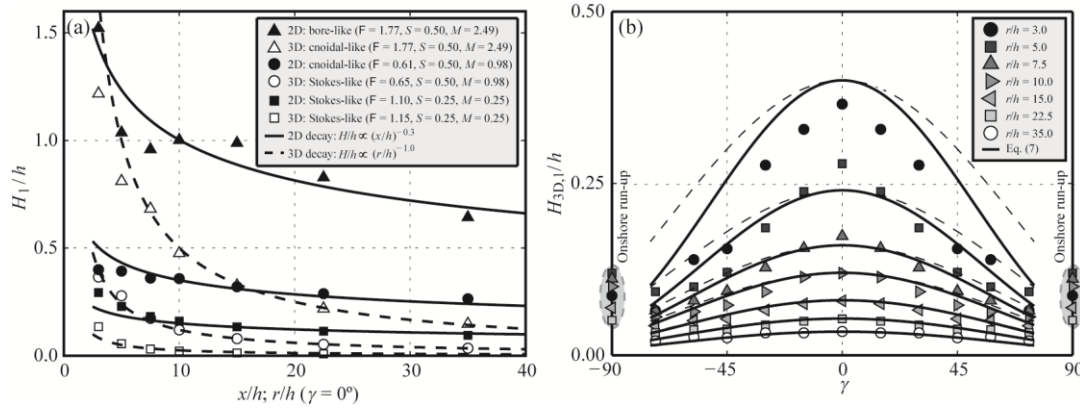 (a)
1.5
1.0
0.5
0.0
H₁/h
0
10
20
30
40
x/h; r/h (γ = 0º)
2D: bore-like (F = 1.77, S = 0.50, M = 2.49)
3D: cnoidal-like (F = 1.77, S = 0.50, M = 2.49)
2D: cnoidal-like (F = 0.61, S = 0.50, M = 0.98)
3D: Stokes-like (F = 0.65, S = 0.50, M = 0.98)
2D: Stokes-like (F = 1.10, S = 0.25, M = 0.25)
3D: Stokes-like (F = 1.15, S = 0.25, M = 0.25)
2D decay: H/h ∝ (x/h)⁻⁰·³
3D decay: H/h ∝ (r/h)⁻¹·⁰
(b)
0.50
0.25
0.00
H₃D,₁/h
−90
−45
0
45
90
γ
Onshore run-up
Onshore run-up
r/h = 3.0
r/h = 5.0
r/h = 7.5
r/h = 10.0
r/h = 15.0
r/h = 22.5
r/h = 35.0
Eq. (7)